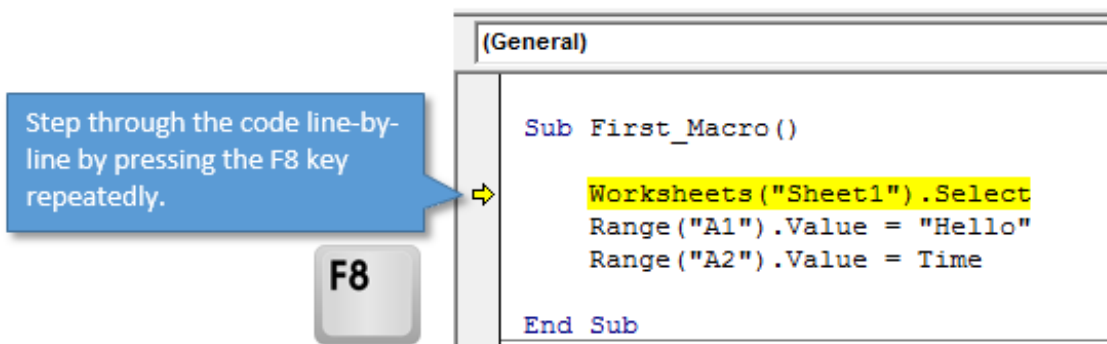 (General)
Step through the code line-by-
line by pressing the F8 key
repeatedly.
F8
Sub First_Macro()
Worksheets("Sheet1").Select
Range("A1").Value = "Hello"
Range("A2").Value = Time
End Sub